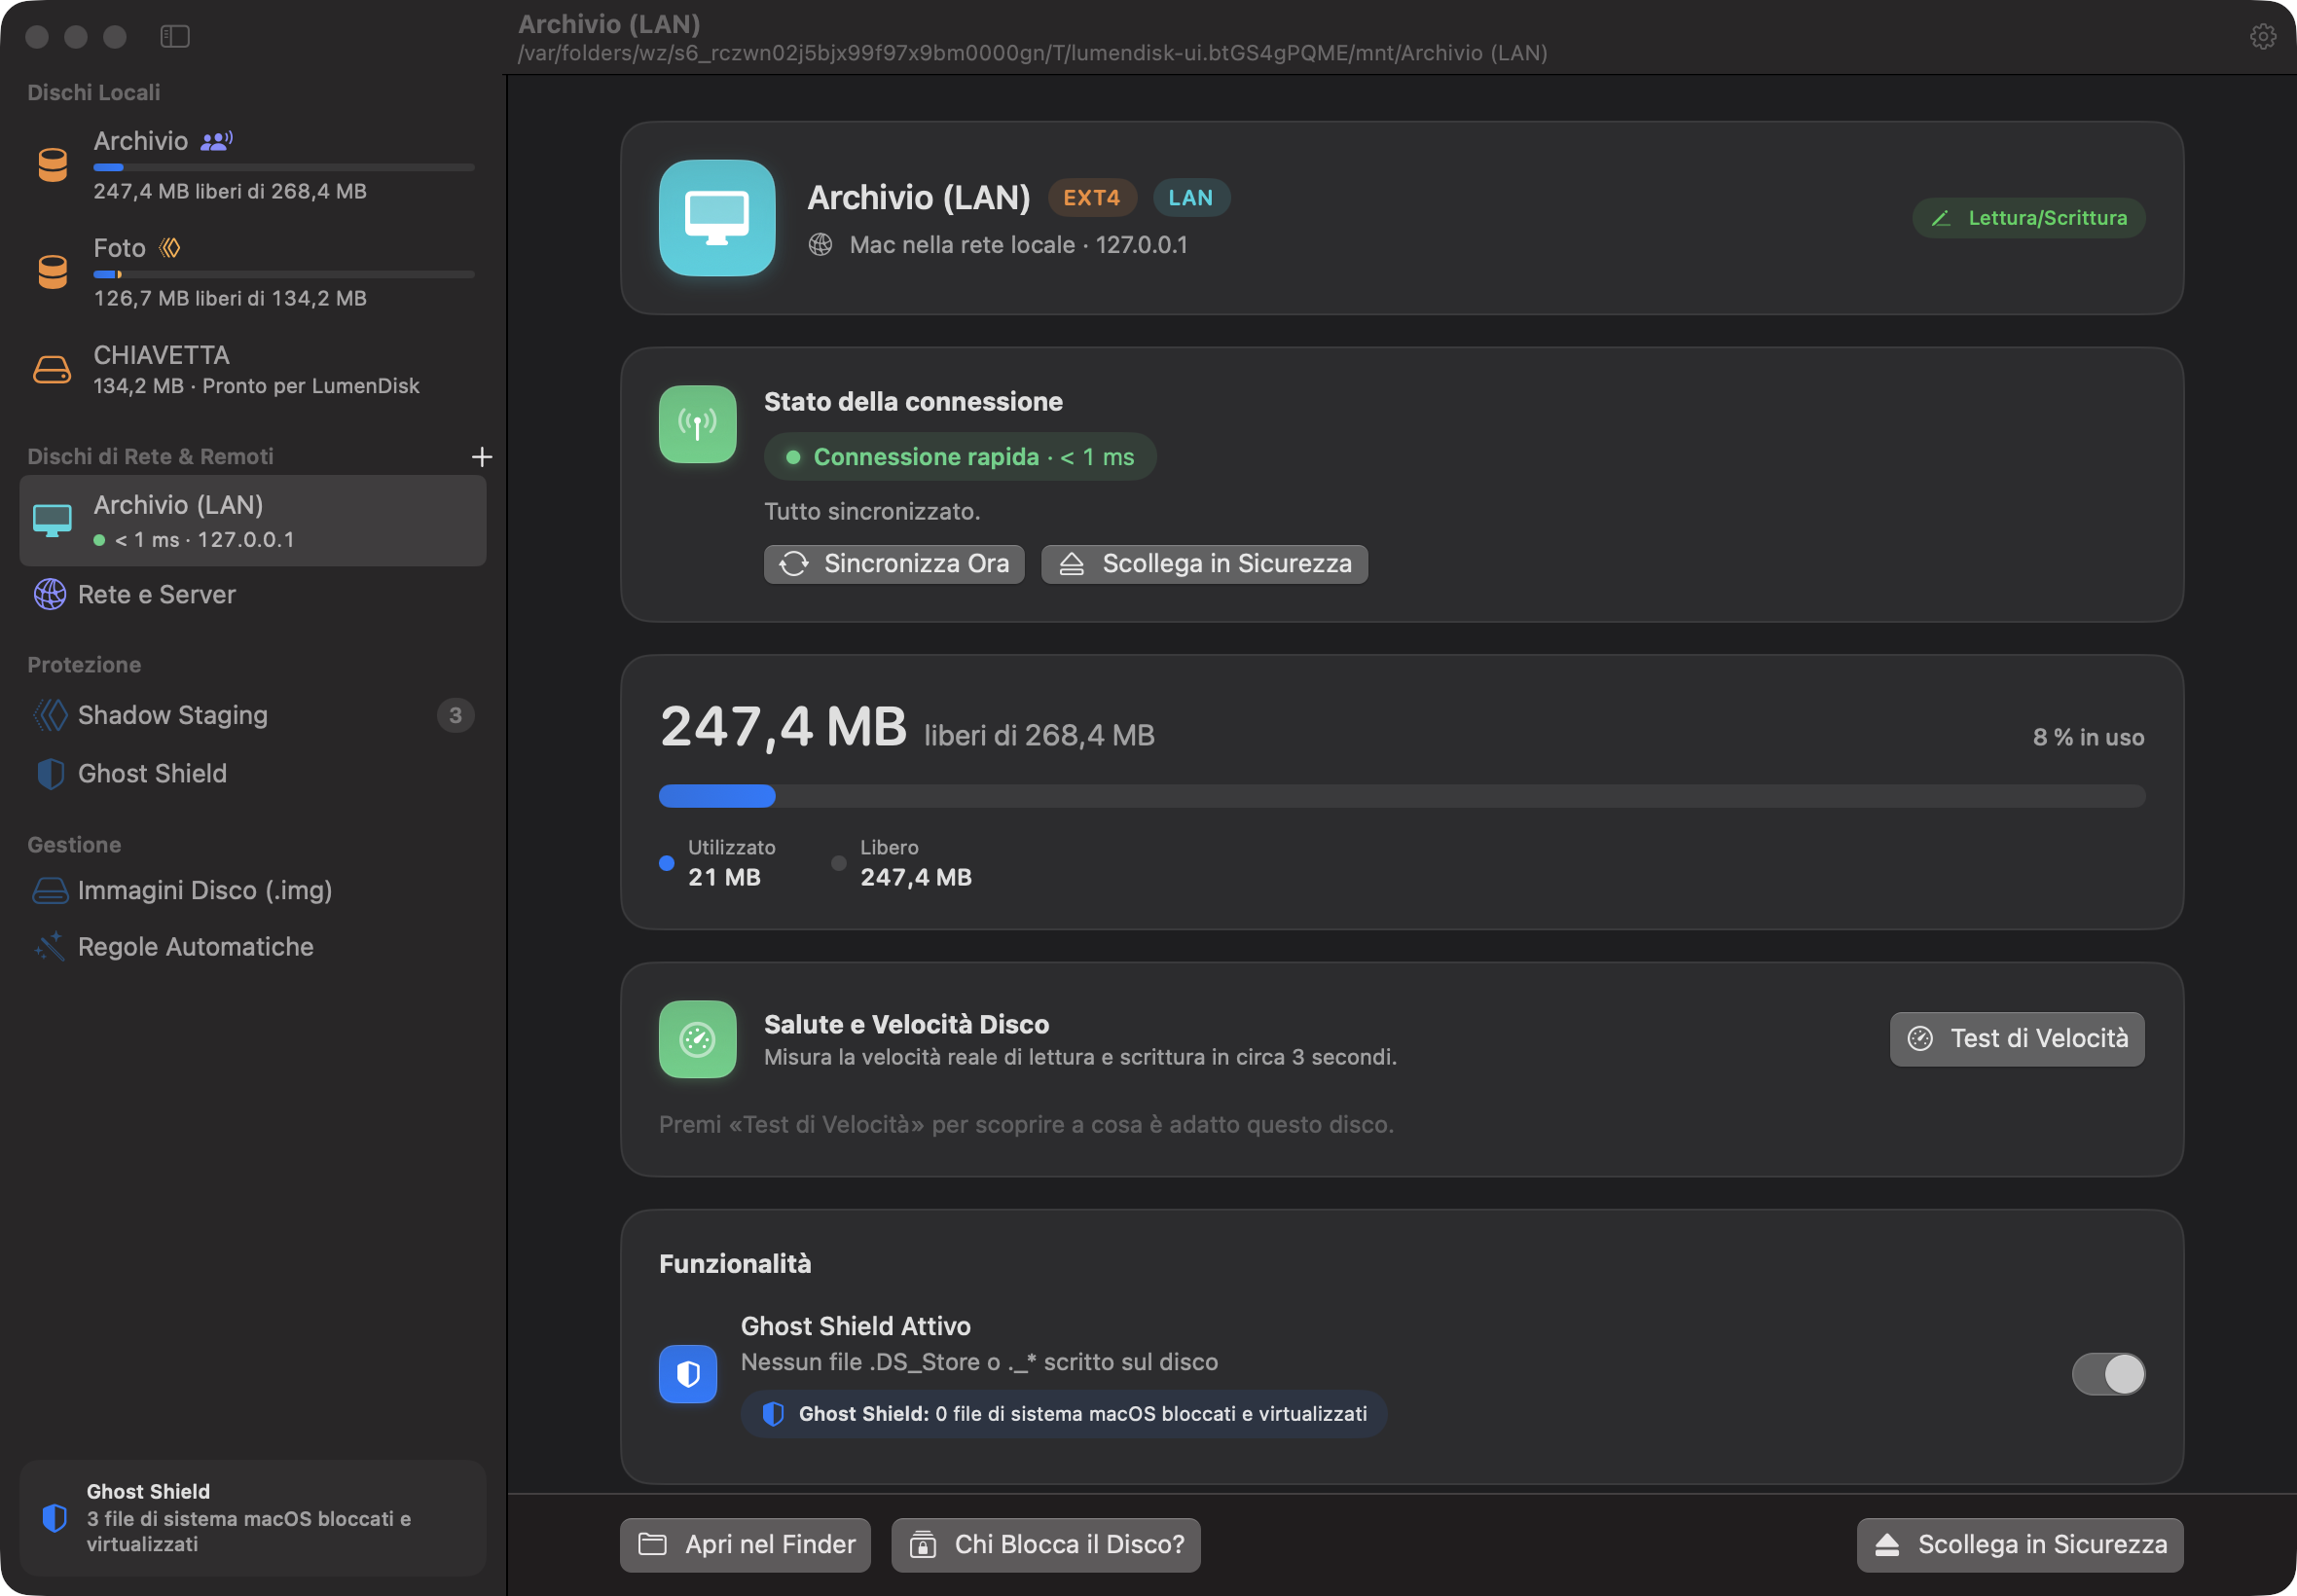 Archivio (LAN)
/var/folders/wz/s6_rczwn02j5bjx99f97x9bm0000gn/T/lumendisk-ui.btGS4gPQME/mnt/Archivio (LAN)
Dischi Locali
Archivio
247,4 MB liberi di 268,4 MB
Foto
126,7 MB liberi di 134,2 MB
CHIAVETTA
134,2 MB · Pronto per LumenDisk
Dischi di Rete & Remoti
Archivio (LAN)
< 1 ms · 127.0.0.1
Rete e Server
Protezione
Shadow Staging 3
Ghost Shield
Gestione
Immagini Disco (.img)
Regole Automatiche
Ghost Shield
3 file di sistema macOS bloccati e
virtualizzati
Archivio (LAN) EXT4 LAN
Mac nella rete locale · 127.0.0.1
Lettura/Scrittura
Stato della connessione
Connessione rapida · < 1 ms
Tutto sincronizzato.
Sincronizza Ora Scollega in Sicurezza
247,4 MB liberi di 268,4 MB 8 % in uso
Utilizzato
21 MB
Libero
247,4 MB
Salute e Velocità Disco
Misura la velocità reale di lettura e scrittura in circa 3 secondi.
Test di Velocità
Premi «Test di Velocità» per scoprire a cosa è adatto questo disco.
Funzionalità
Ghost Shield Attivo
Nessun file .DS_Store o ._* scritto sul disco
Ghost Shield: 0 file di sistema macOS bloccati e virtualizzati
Apri nel Finder Chi Blocca il Disco? Scollega in Sicurezza